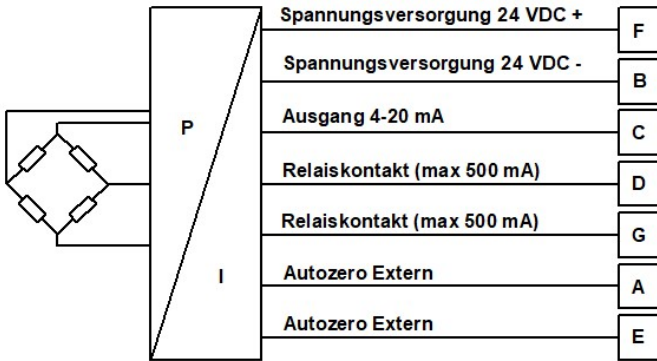 Spannungsversorgung 24 VDC + F
Spannungsversorgung 24 VDC - B
P Ausgang 4-20 mA C
Relaiskontakt (max 500 mA) D
Relaiskontakt (max 500 mA) G
I Autozero Extern A
Autozero Extern E